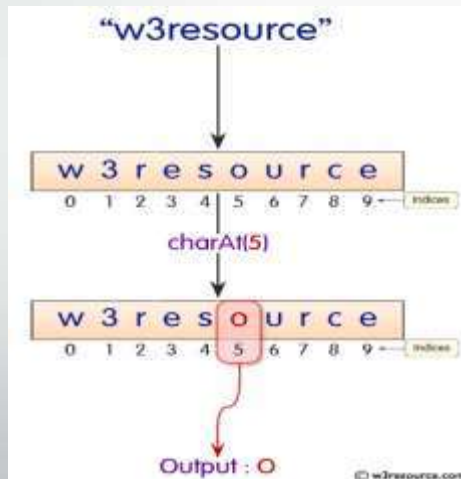 “w3resource”
w 3 r e s o u r c e
0 1 2 3 4 5 6 7 8 9 Indices
charAt(5)
w 3 r e s o u r c e
0 1 2 3 4 5 6 7 8 9 Indices
Output : O
© w3resource.com